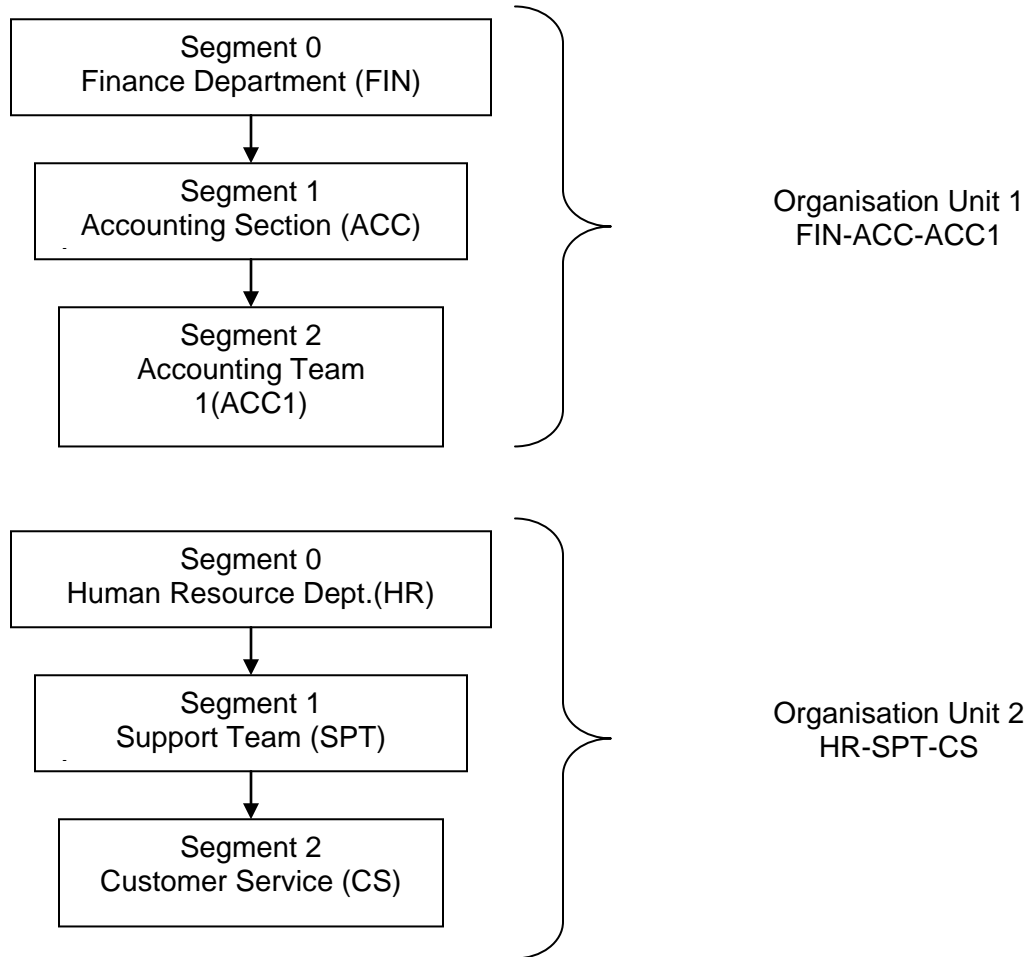 Segment 0
Finance Department (FIN)
Segment 1
Accounting Section (ACC)
Segment 2
Accounting Team
1(ACC1)
Organisation Unit 1
FIN-ACC-ACC1
Segment 0
Human Resource Dept.(HR)
Segment 1
Support Team (SPT)
Segment 2
Customer Service (CS)
Organisation Unit 2
HR-SPT-CS